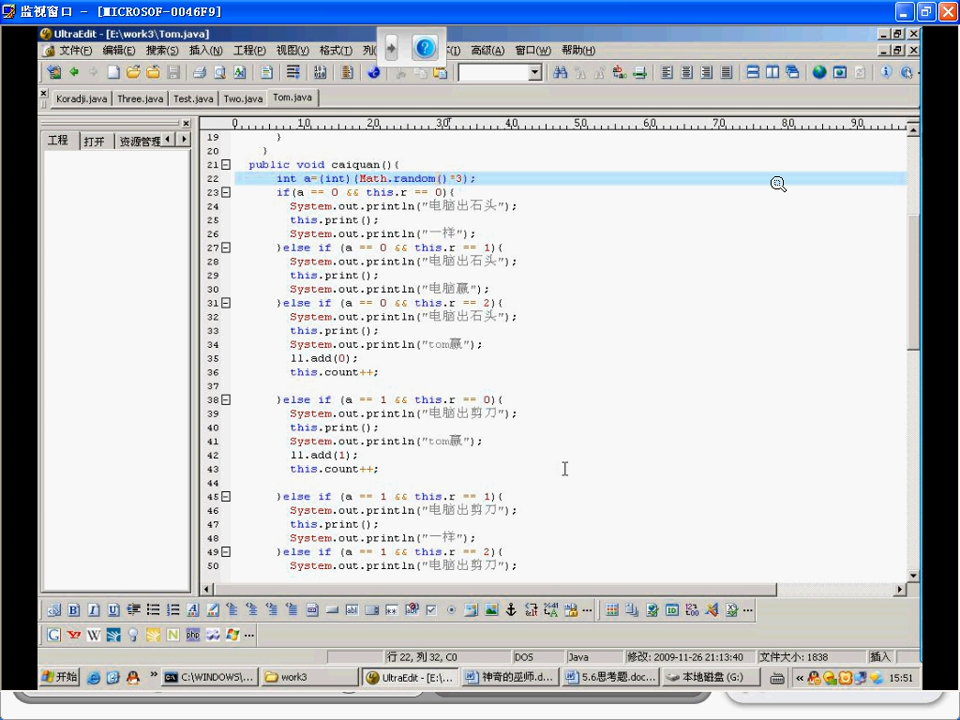 监视窗口 - [MICROSOF-0046F9]
UltraEdit - [E:\work3\Tom.java]
文件(F) 编辑(E) 搜索(S) 插入(N) 工程(P) 视图(V) 格式(T) 列 (I) 高级(A) 窗口(W) 帮助(H)
Koradji.java Three.java Test.java Two.java Tom.java
工程 打开 资源管理
0 10 20 30 40 50 60 70 80 90
19 }
20 }
21 public void caiquan(){
22 int a=(int)(Math.random()*3);
23 if(a == 0 && this.r == 0){
24 System.out.println("电脑出石头");
25 this.print();
26 System.out.println("一样");
27 }else if (a == 0 && this.r == 1){
28 System.out.println("电脑出石头");
29 this.print();
30 System.out.println("电脑赢");
31 }else if (a == 0 && this.r == 2){
32 System.out.println("电脑出石头");
33 this.print();
34 System.out.println("tom赢");
35 ll.add(0);
36 this.count++;
37
38 }else if (a == 1 && this.r == 0){
39 System.out.println("电脑出剪刀");
40 this.print();
41 System.out.println("tom赢");
42 ll.add(1);
43 this.count++;
44
45 }else if (a == 1 && this.r == 1){
46 System.out.println("电脑出剪刀");
47 this.print();
48 System.out.println("一样");
49 }else if (a == 1 && this.r == 2){
50 System.out.println("电脑出剪刀");
行 22, 列 32, C0 DOS Java 修改: 2009-11-26 21:13:40 文件大小: 1838 插入
开始 C:\WINDOWS\... work3 UltraEdit - [E:\... 神奇的巫师.d... 5.6思考题.doc... 本地磁盘 (G:) 15:51